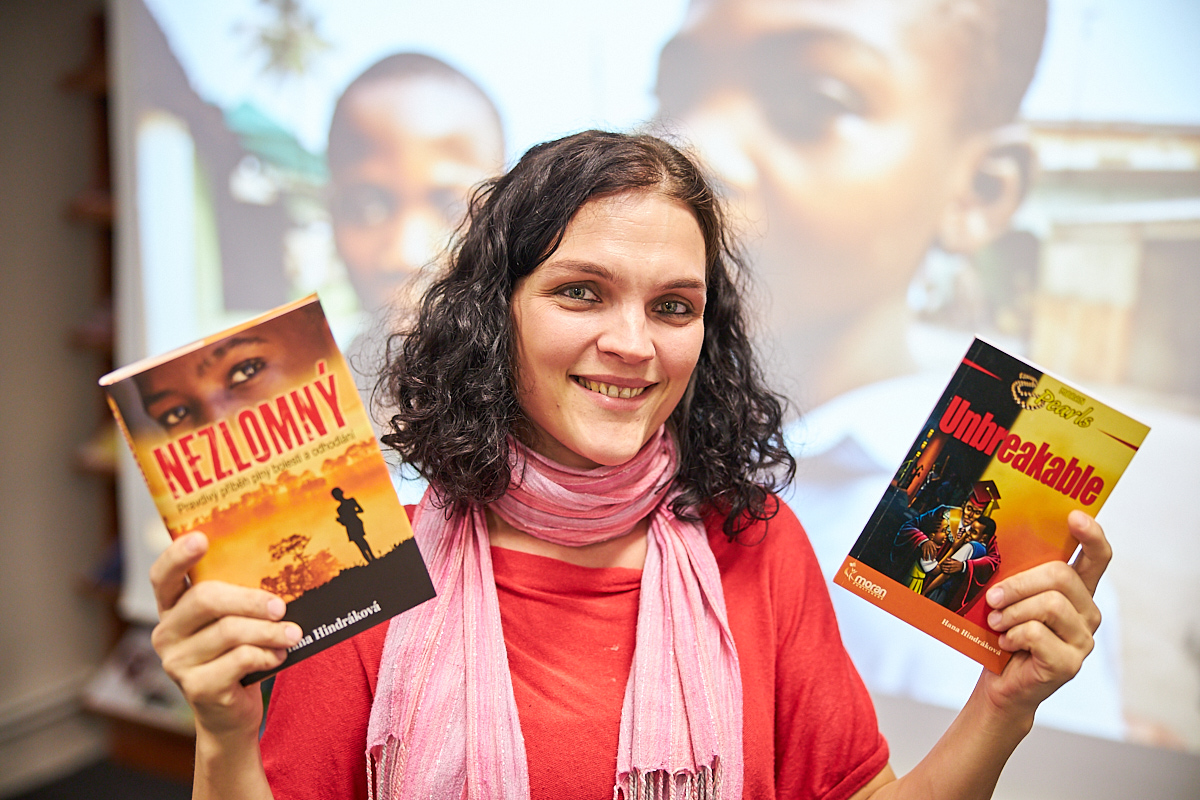 NEZLOMNÝ
Pravdivý příběh plný bolesti a odhodlání
Hana Hindráková
Pearls
Unbreakable
moran
Hana Hindráková